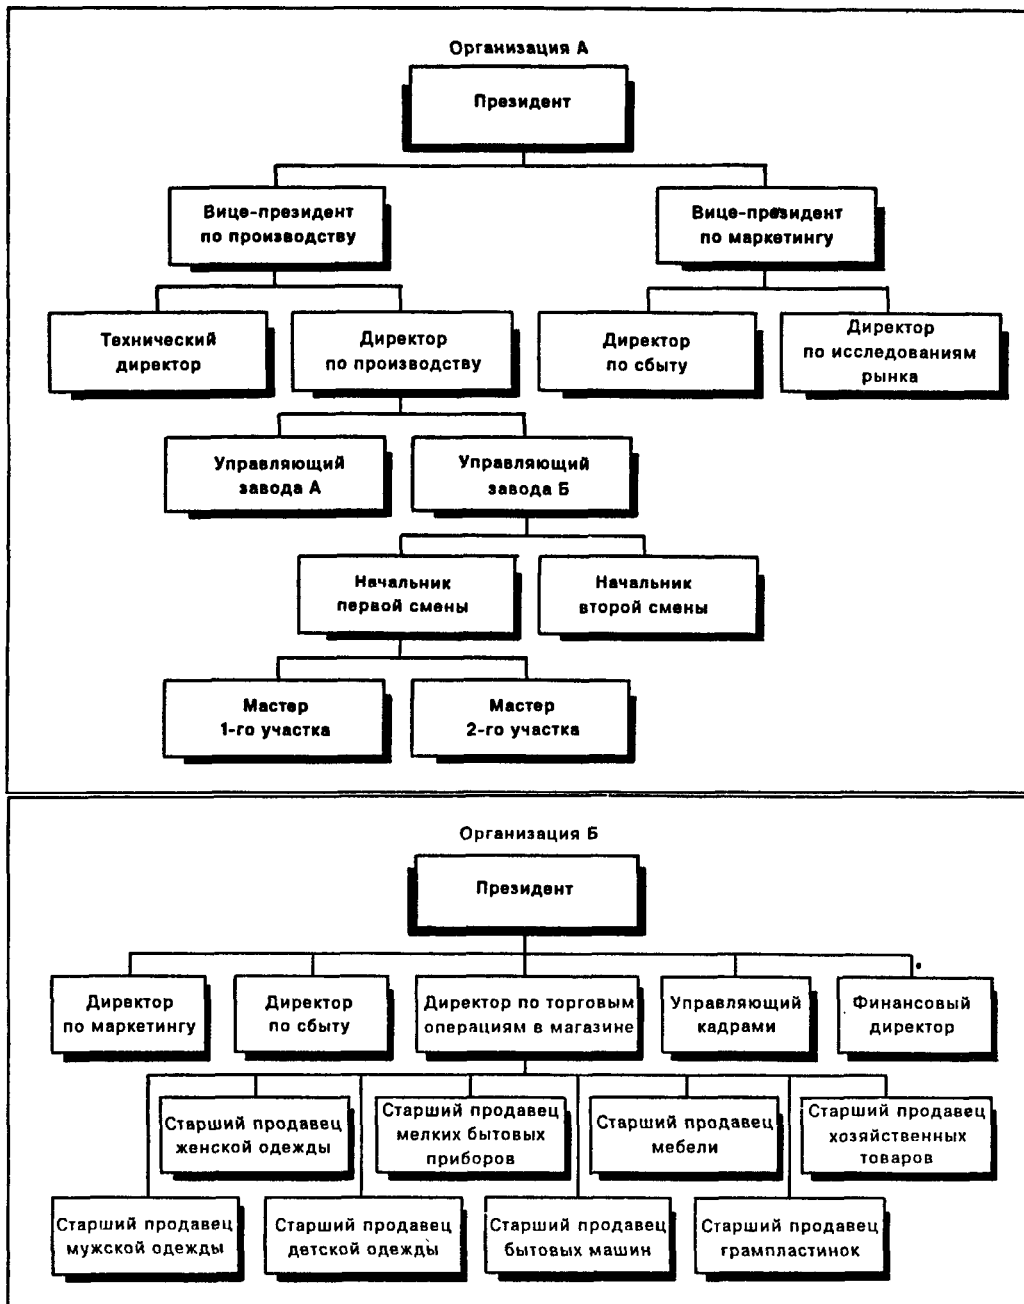 Организация А
Президент
Вице-президент
по производству
Вице-президент
по маркетингу
Технический
директор
Директор
по производству
Директор
по сбыту
Директор
по исследованиям
рынка
Управляющий
завода А
Управляющий
завода Б
Начальник
первой смены
Начальник
второй смены
Мастер
1-го участка
Мастер
2-го участка
Организация Б
Президент
Директор
по маркетингу
Директор
по сбыту
Директор по торговым
операциям в магазине
Управляющий
кадрами
Финансовый
директор
Старший продавец
женской одежды
Старший продавец
мелких бытовых
приборов
Старший продавец
мебели
Старший продавец
хозяйственных
товаров
Старший продавец
мужской одежды
Старший продавец
детской одежды
Старший продавец
бытовых машин
Старший продавец
грампластинок